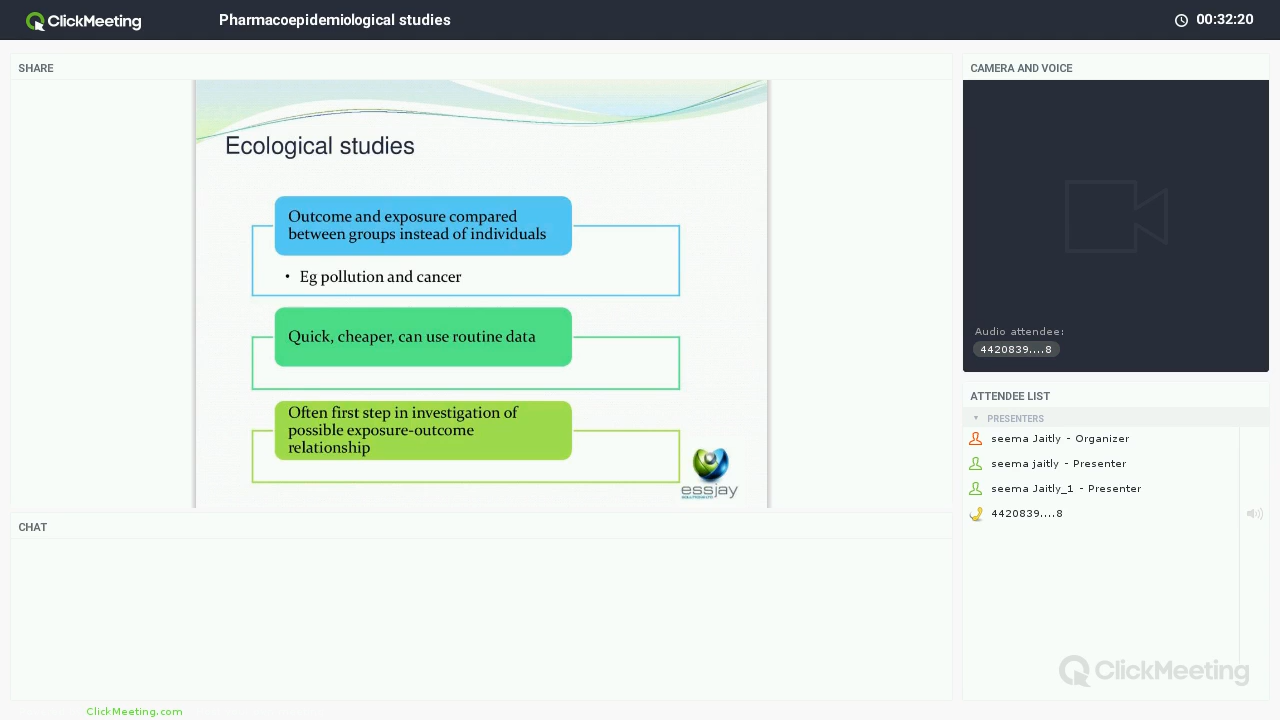 ClickMeeting
Pharmacoepidemiological studies
00:32:20
SHARE
Ecological studies
Outcome and exposure compared
between groups instead of individuals
• Eg pollution and cancer
Quick, cheaper, can use routine data
Often first step in investigation of
possible exposure-outcome
relationship
essjay
CHAT
CAMERA AND VOICE
Audio attendee:
4420839....8
ATTENDEE LIST
PRESENTERS
seema Jaitly - Organizer
seema jaitly - Presenter
seema Jaitly_1 - Presenter
4420839....8
ClickMeeting
ClickMeeting.com